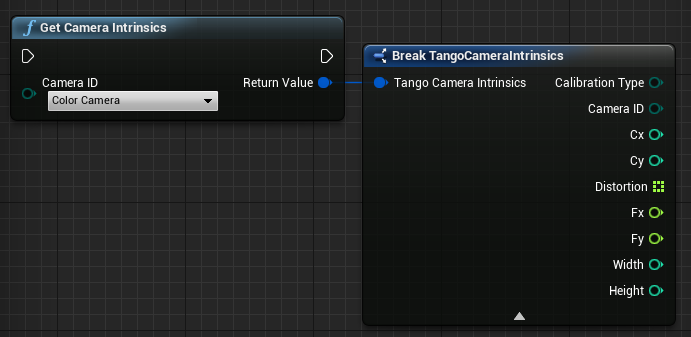 Get Camera Intrinsics
Camera ID
Color Camera
Return Value
Break TangoCameraIntrinsics
Tango Camera Intrinsics
Calibration Type
Camera ID
Cx
Cy
Distortion
Fx
Fy
Width
Height